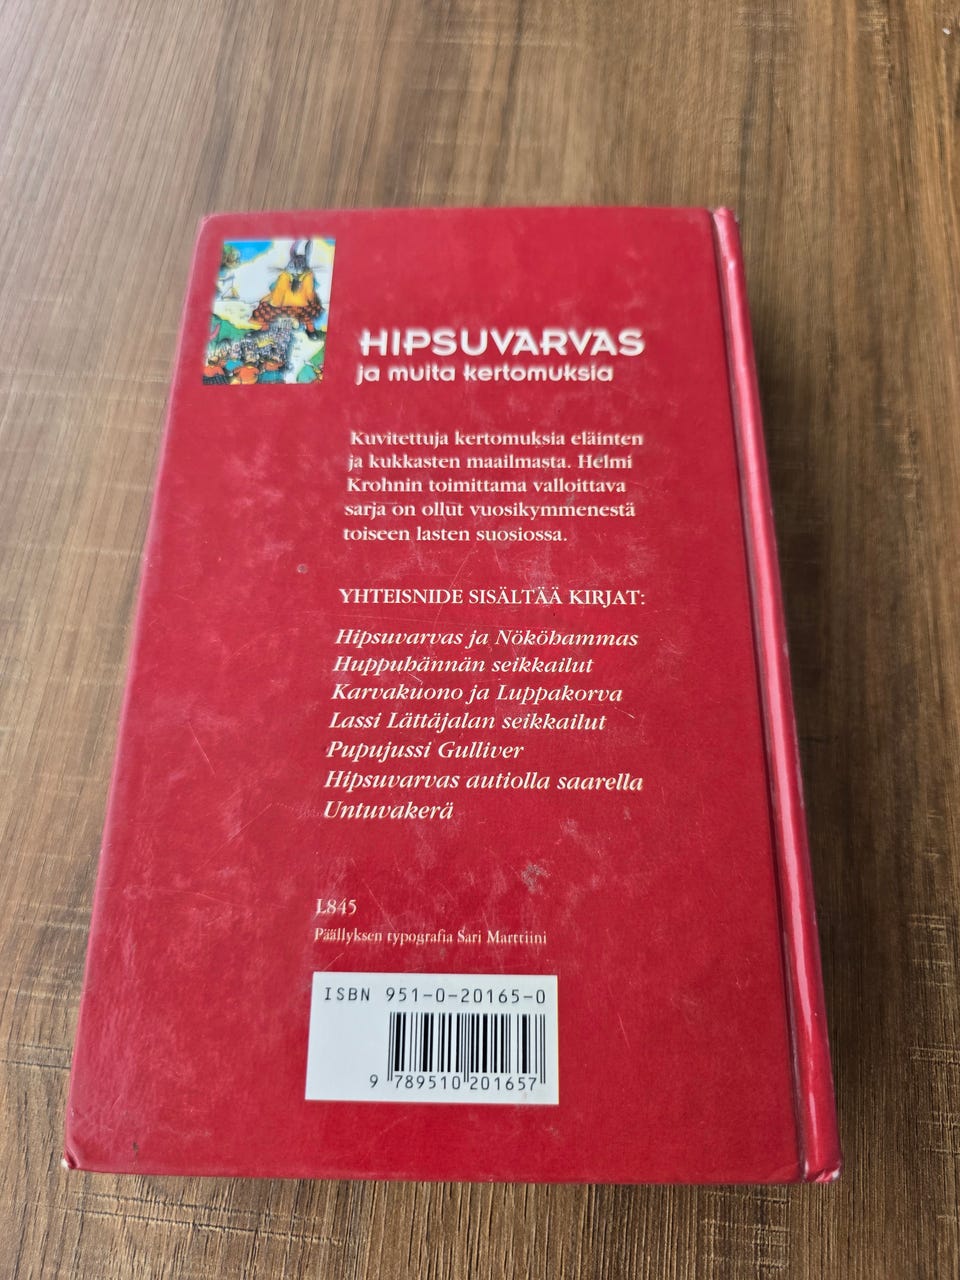 HIPSUVARVAS
ja muita kertomuksia
Kuvitettuja kertomuksia eläinten
ja kukkasten maailmasta. Helmi
Krohnin toimittama valloittava
sarja on ollut vuosikymmenestä
toiseen lasten suosiossa.
YHTEISNIDE SISÄLTÄÄ KIRJAT:
Hipsuvarvas ja Nököhammas
Huppuhännän seikkailut
Karvakuono ja Luppakorva
Lassi Lättäjalan seikkailut
Pupujussi Gulliver
Hipsuvarvas autiolla saarella
Untuvakerä
L845
Päällyksen typografia Sari Marttiini
ISBN 951-0-20165-0
9 789510 201657